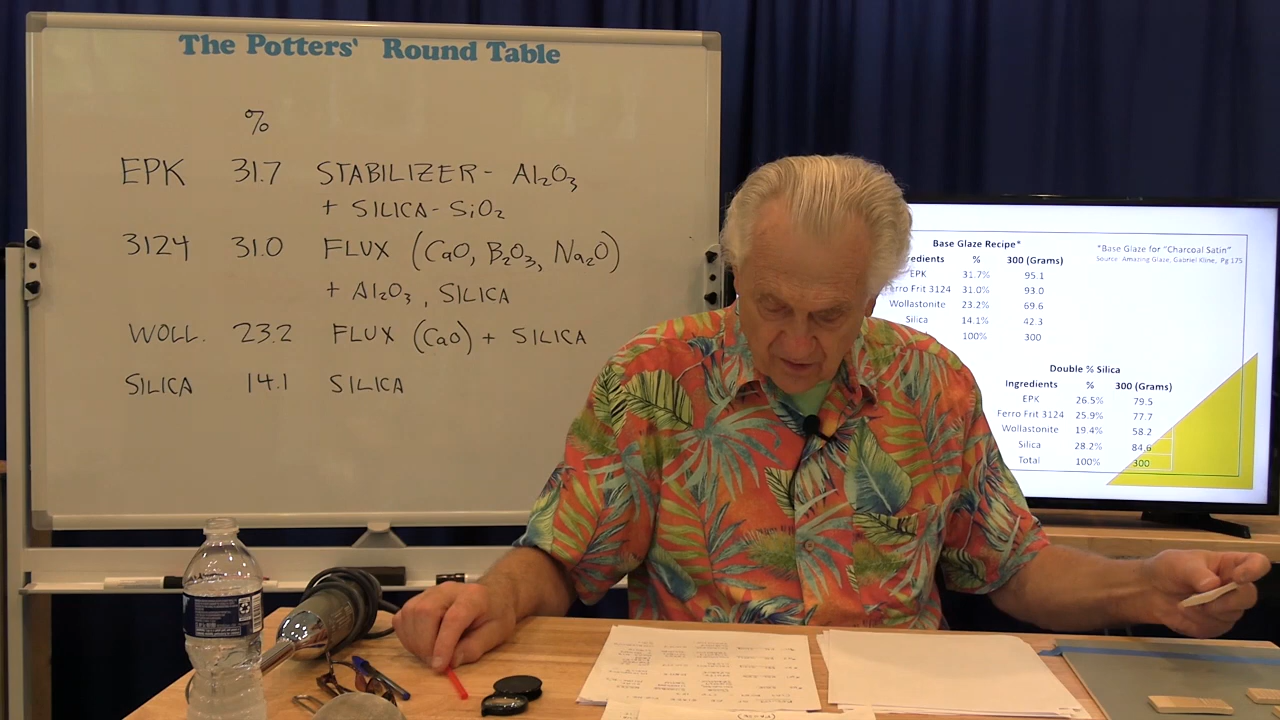 The Potters' Round Table
%
EPK 31.7 STABILIZER - Al2O3
+ SILICA - SiO2
3124 31.0 FLUX (CaO, B2O3, Na2O)
+ Al2O3, SILICA
WOLL. 23.2 FLUX (CaO) + SILICA
SILICA 14.1 SILICA
Base Glaze Recipe*
% 300 (Grams)
EPK 31.7% 95.1
Ferro Frit 3124 31.0% 93.0
Wollastonite 23.2% 69.6
Silica 14.1% 42.3
100% 300
*Base Glaze for "Charcoal Satin"
Source: Amazing Glaze, Gabriel Kline, Pg 175
Double % Silica
Ingredients % 300 (Grams)
EPK 26.5% 79.5
Ferro Frit 3124 25.9% 77.7
Wollastonite 19.4% 58.2
Silica 28.2% 84.6
Total 100% 300